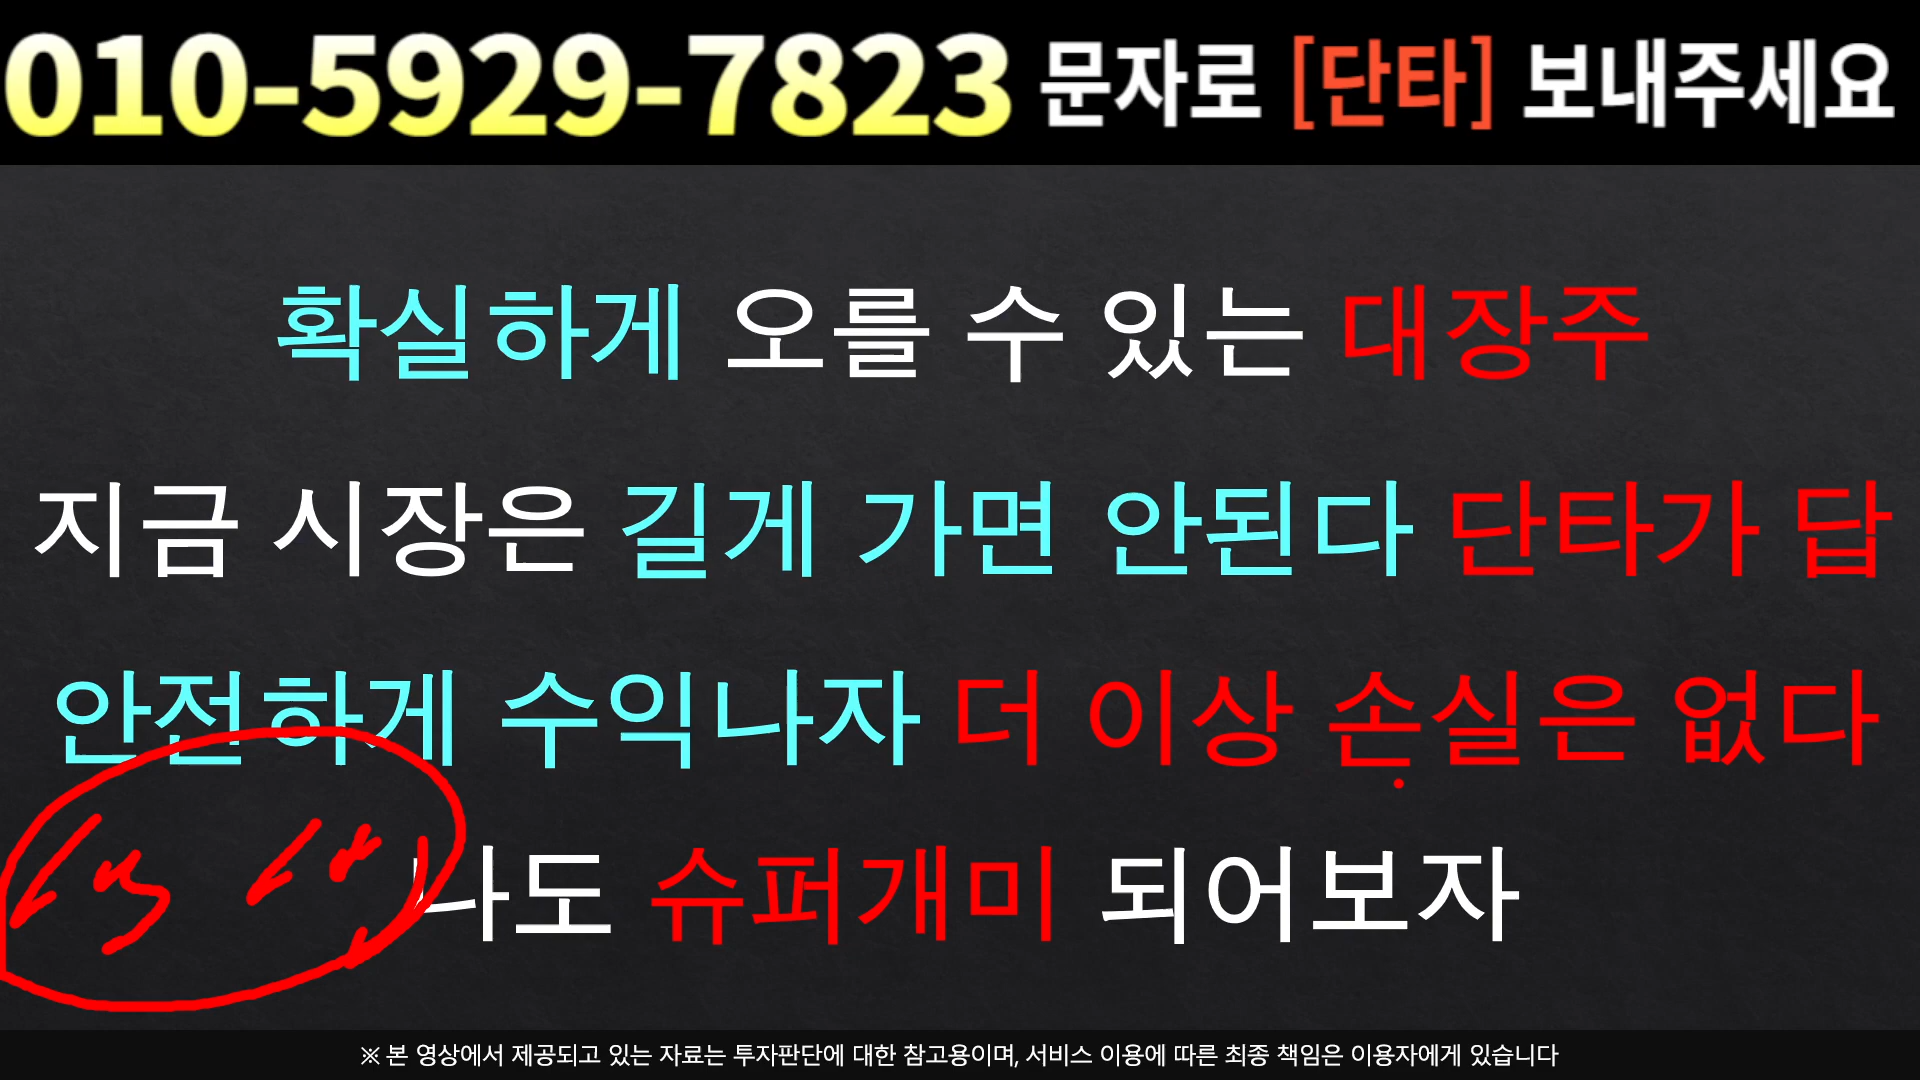 010-5929-7823 문자로 [단타] 보내주세요
확실하게 오를 수 있는 대장주
지금 시장은 길게 가면 안된다 단타가 답
안전하게 수익나자 더 이상 손실은 없다
나도 슈퍼개미 되어보자
※ 본 영상에서 제공되고 있는 자료는 투자판단에 대한 참고용이며, 서비스 이용에 따른 최종 책임은 이용자에게 있습니다